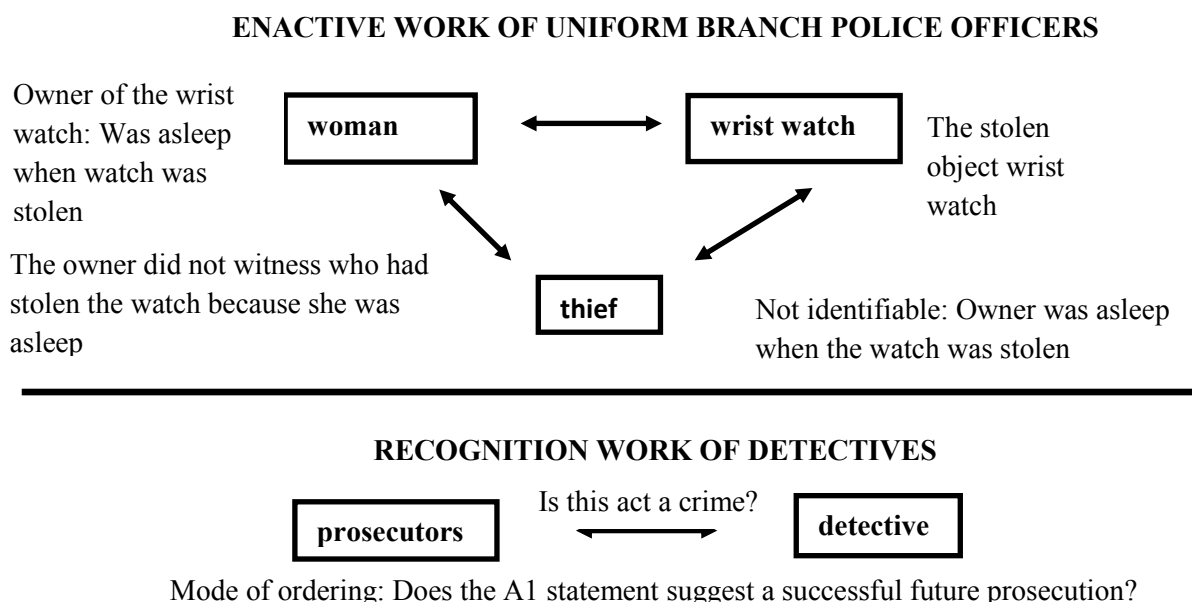 ENACTIVE WORK OF UNIFORM BRANCH POLICE OFFICERS
Owner of the wrist
watch: Was asleep
when watch was
stolen
woman
wrist watch
The stolen
object wrist
watch
The owner did not witness who had
stolen the watch because she was
asleep
thief
Not identifiable: Owner was asleep
when the watch was stolen
RECOGNITION WORK OF DETECTIVES
prosecutors
Is this act a crime?
detective
Mode of ordering: Does the A1 statement suggest a successful future prosecution?